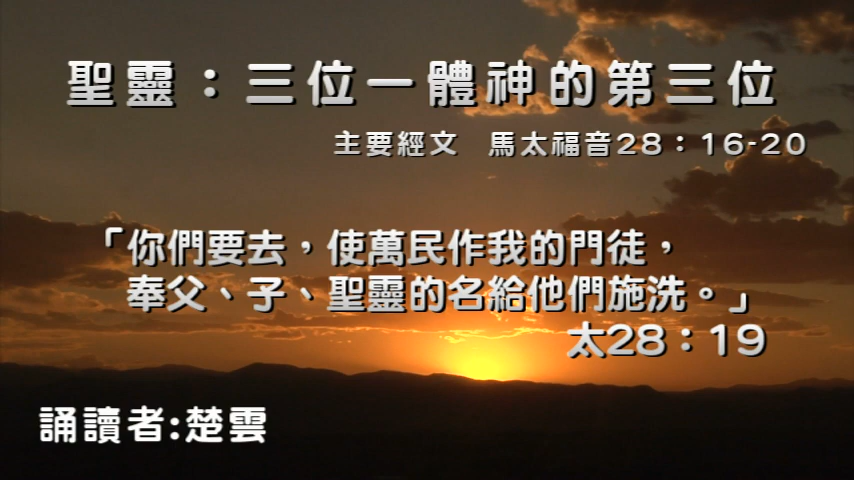 聖靈：三位一體神的第三位
主要經文 馬太福音28：16-20
「你們要去，使萬民作我的門徒，
奉父、子、聖靈的名給他們施洗。」
太28：19
誦讀者:楚雲